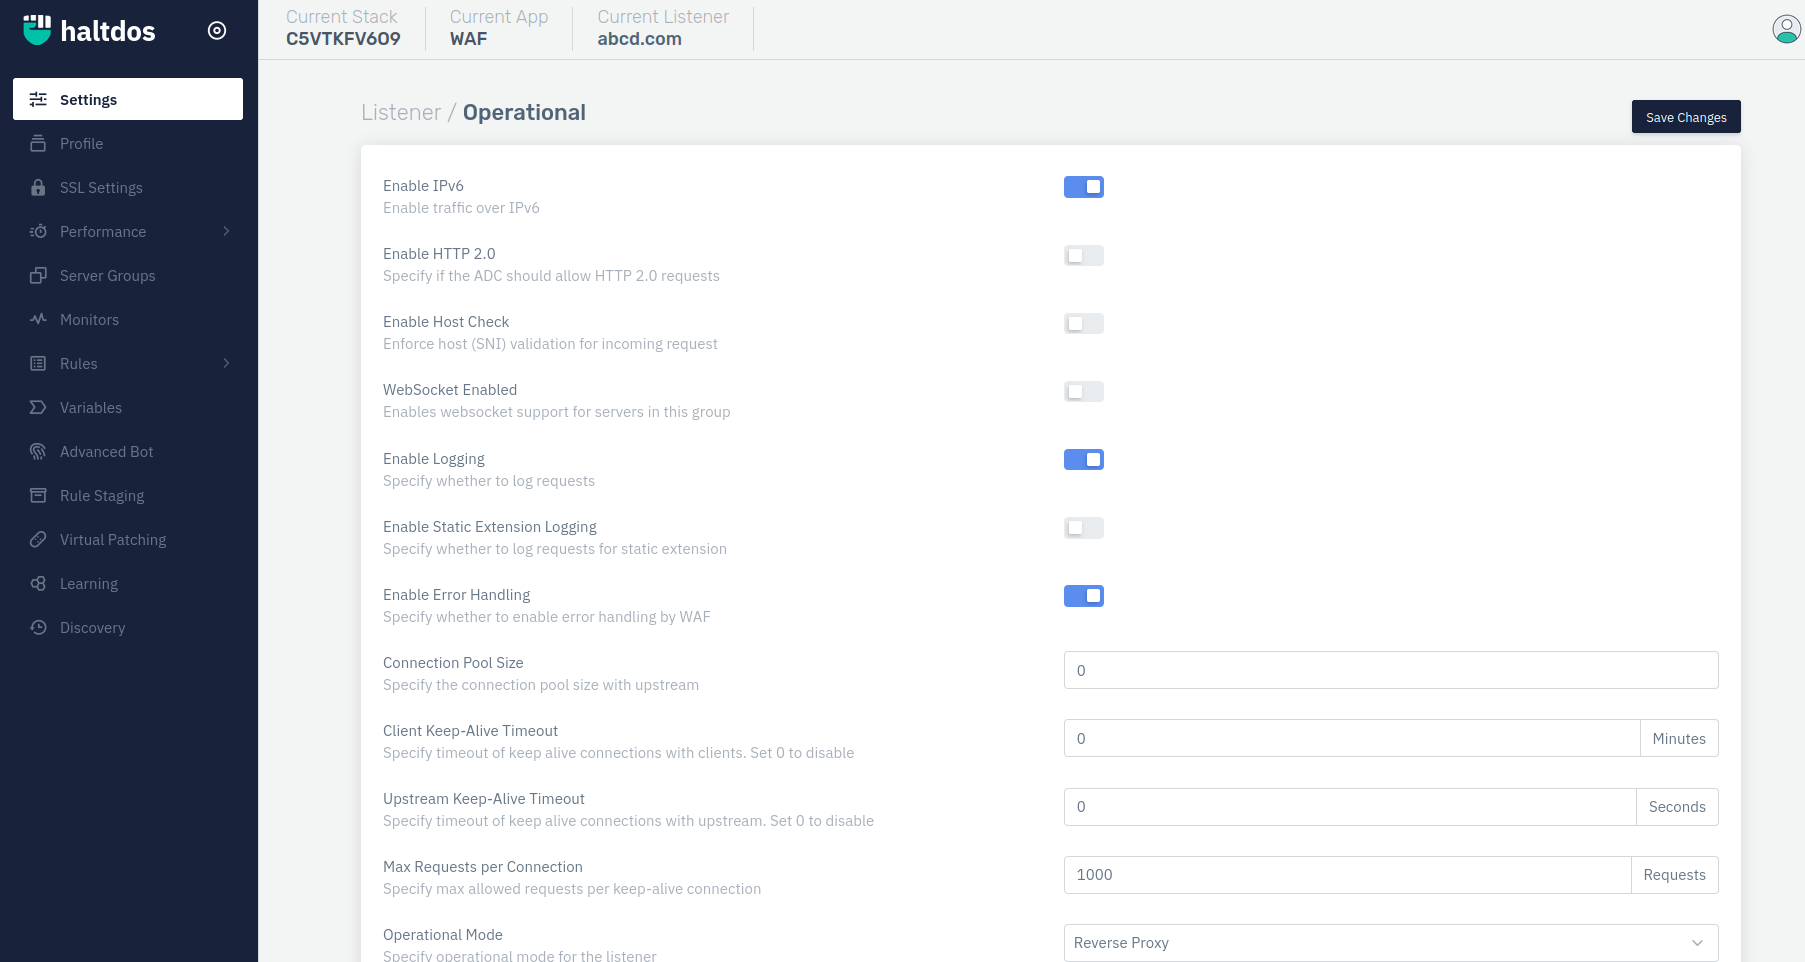 haltdos
Current Stack
C5VTKFV6O9
Current App
WAF
Current Listener
abcd.com
Settings
Profile
SSL Settings
Performance
Server Groups
Monitors
Rules
Variables
Advanced Bot
Rule Staging
Virtual Patching
Learning
Discovery
Listener / Operational
Save Changes
Enable IPv6
Enable traffic over IPv6
Enable HTTP 2.0
Specify if the ADC should allow HTTP 2.0 requests
Enable Host Check
Enforce host (SNI) validation for incoming request
WebSocket Enabled
Enables websocket support for servers in this group
Enable Logging
Specify whether to log requests
Enable Static Extension Logging
Specify whether to log requests for static extension
Enable Error Handling
Specify whether to enable error handling by WAF
Connection Pool Size
Specify the connection pool size with upstream
0
Client Keep-Alive Timeout
Specify timeout of keep alive connections with clients. Set 0 to disable
0 Minutes
Upstream Keep-Alive Timeout
Specify timeout of keep alive connections with upstream. Set 0 to disable
0 Seconds
Max Requests per Connection
Specify max allowed requests per keep-alive connection
1000 Requests
Operational Mode
Specify operational mode for the listener
Reverse Proxy